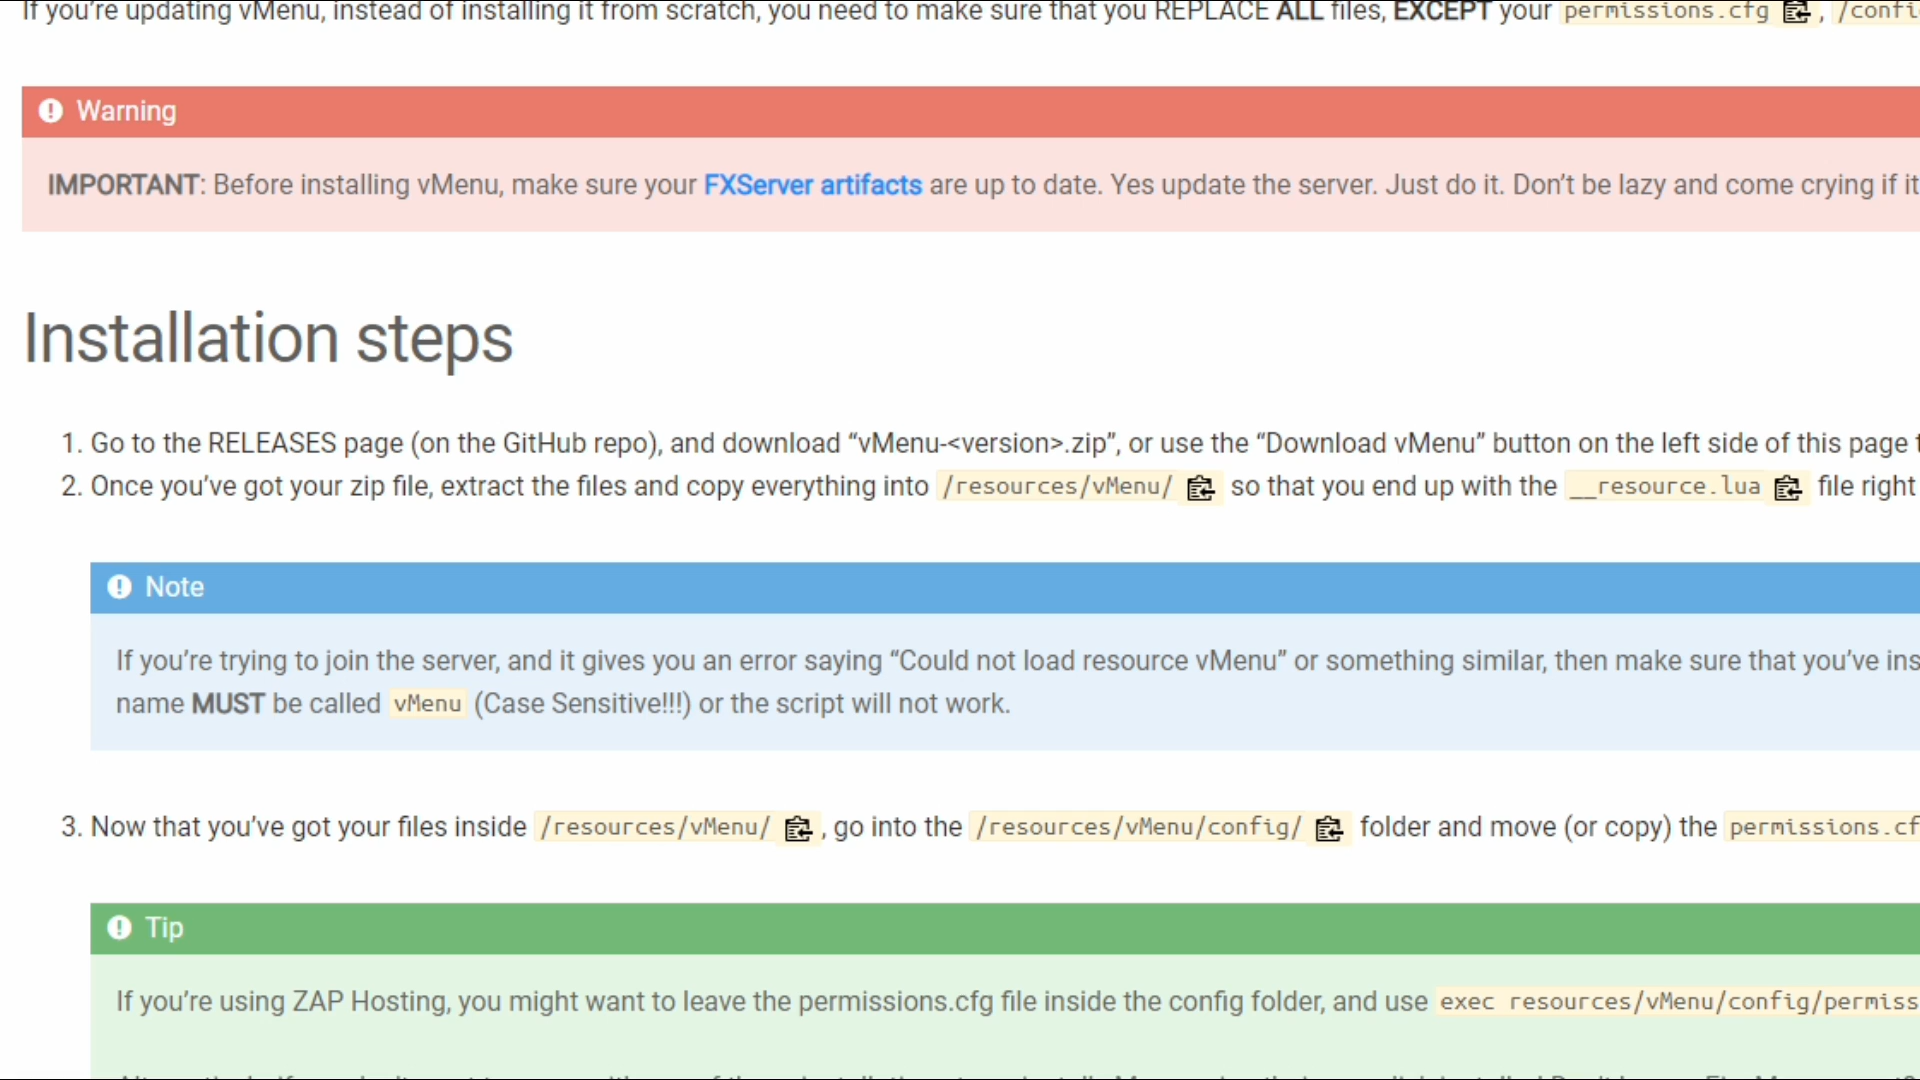 If you're updating vMenu, instead of installing it from scratch, you need to make sure that you REPLACE ALL files, EXCEPT your permissions.cfg , /confi
Warning
IMPORTANT: Before installing vMenu, make sure your FXServer artifacts are up to date. Yes update the server. Just do it. Don't be lazy and come crying if it
Installation steps
1. Go to the RELEASES page (on the GitHub repo), and download “vMenu-<version>.zip”, or use the “Download vMenu” button on the left side of this page
2. Once you've got your zip file, extract the files and copy everything into /resources/vMenu/ so that you end up with the __resource.lua file right
Note
If you're trying to join the server, and it gives you an error saying “Could not load resource vMenu” or something similar, then make sure that you've ins
name MUST be called vMenu (Case Sensitive!!!) or the script will not work.
3. Now that you've got your files inside /resources/vMenu/ , go into the /resources/vMenu/config/ folder and move (or copy) the permissions.cf
Tip
If you're using ZAP Hosting, you might want to leave the permissions.cfg file inside the config folder, and use exec resources/vMenu/config/permiss